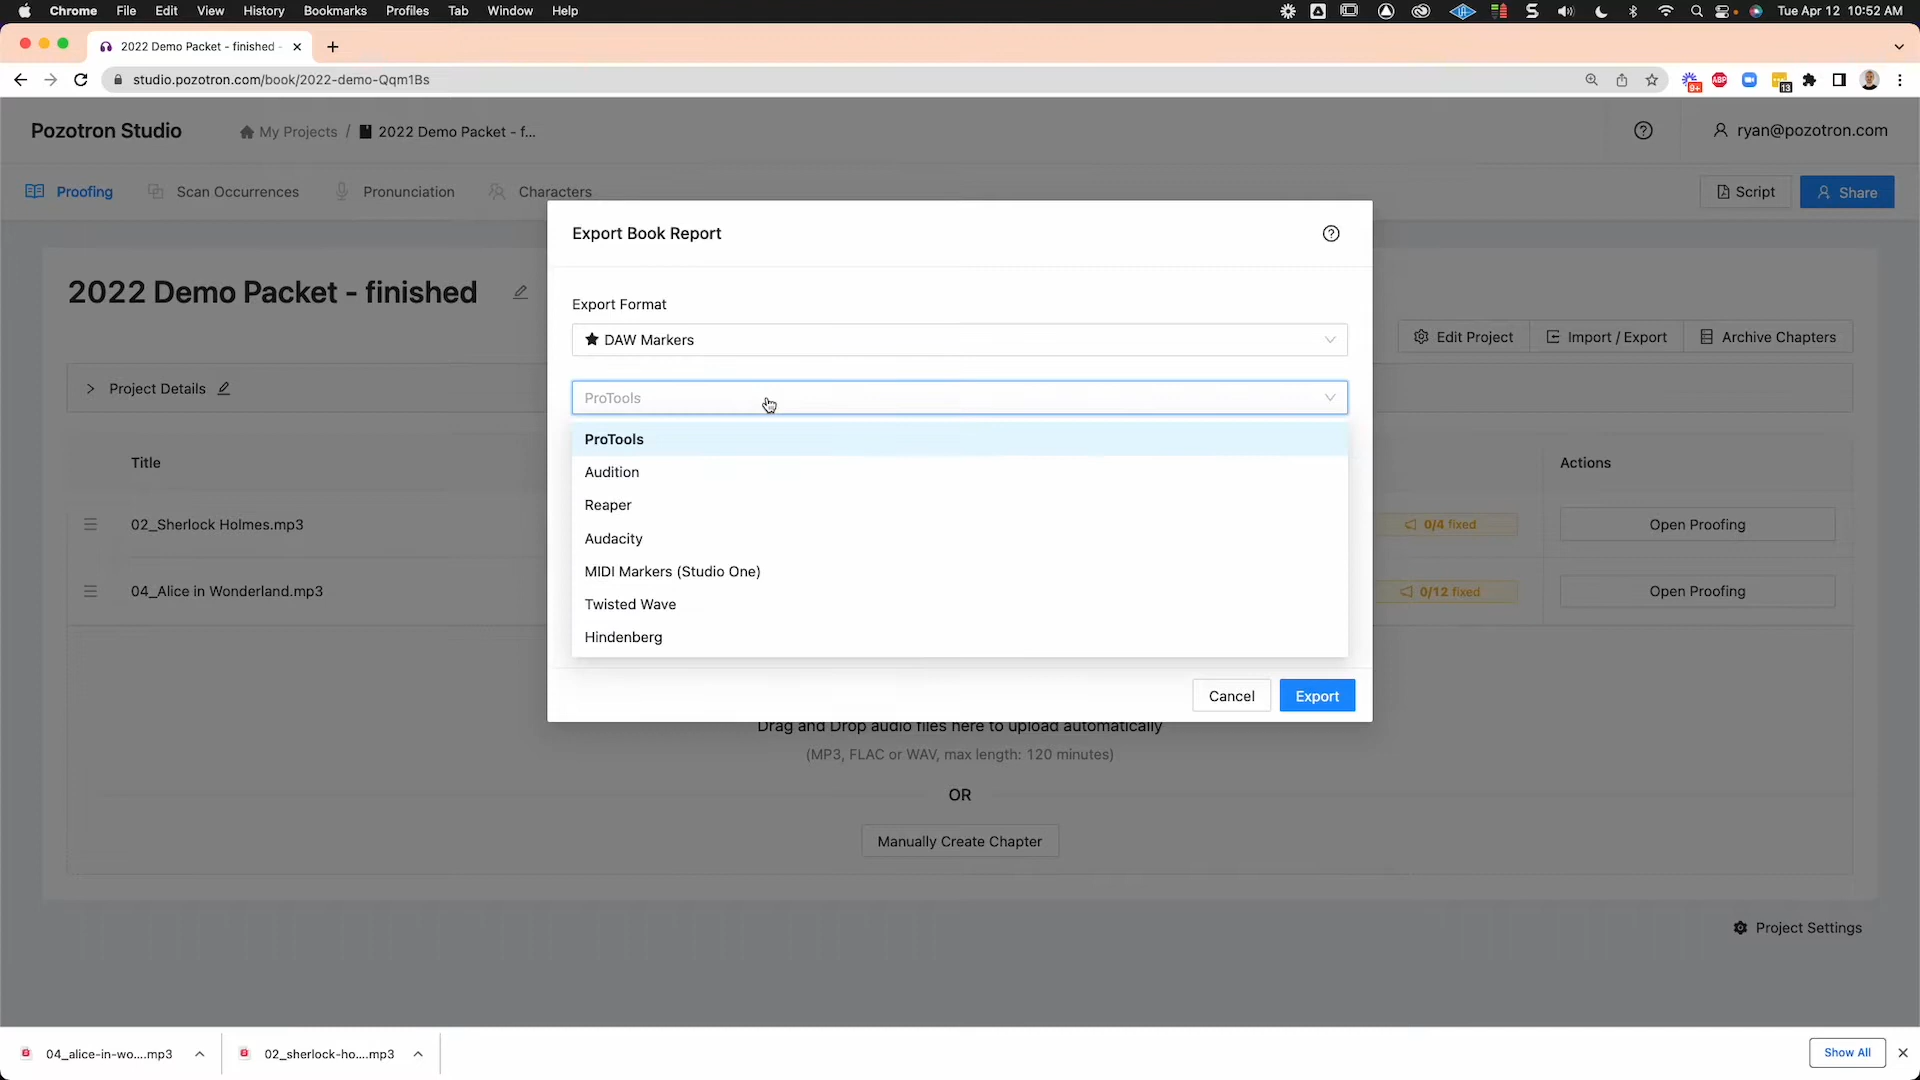 Chrome File Edit View History Bookmarks Profiles Tab Window Help Tue Apr 12 10:52 AM
2022 Demo Packet - finished -
studio.pozotron.com/book/2022-demo-Qqm1Bs
9+ ABP 13
Pozotron Studio My Projects / 2022 Demo Packet - f... ryan@pozotron.com
Proofing Scan Occurrences Pronunciation Characters Script Share
Export Book Report
2022 Demo Packet - finished
Export Format
DAW Markers
Edit Project Import / Export Archive Chapters
Project Details
ProTools
ProTools
Title Actions
Audition
Reaper
02_Sherlock Holmes.mp3 0/4 fixed Open Proofing
Audacity
MIDI Markers (Studio One)
04_Alice in Wonderland.mp3 0/12 fixed Open Proofing
Twisted Wave
Hindenberg
Cancel Export
Drag and Drop audio files here to upload automatically
(MP3, FLAC or WAV, max length: 120 minutes)
OR
Manually Create Chapter
Project Settings
04_alice-in-wo....mp3 02_sherlock-ho....mp3 Show All